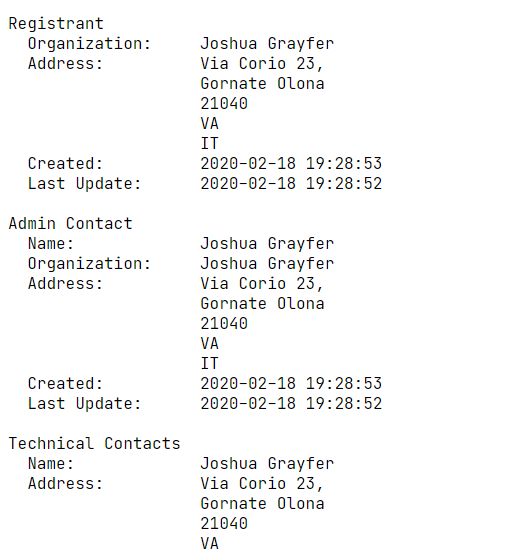 Registrant
  Organization:     Joshua Grayfer
  Address:          Via Corio 23,
                    Gornate Olona
                    21040
                    VA
                    IT
  Created:          2020-02-18 19:28:53
  Last Update:      2020-02-18 19:28:52

Admin Contact
  Name:             Joshua Grayfer
  Organization:     Joshua Grayfer
  Address:          Via Corio 23,
                    Gornate Olona
                    21040
                    VA
                    IT
  Created:          2020-02-18 19:28:53
  Last Update:      2020-02-18 19:28:52

Technical Contacts
  Name:             Joshua Grayfer
  Address:          Via Corio 23,
                    Gornate Olona
                    21040
                    VA